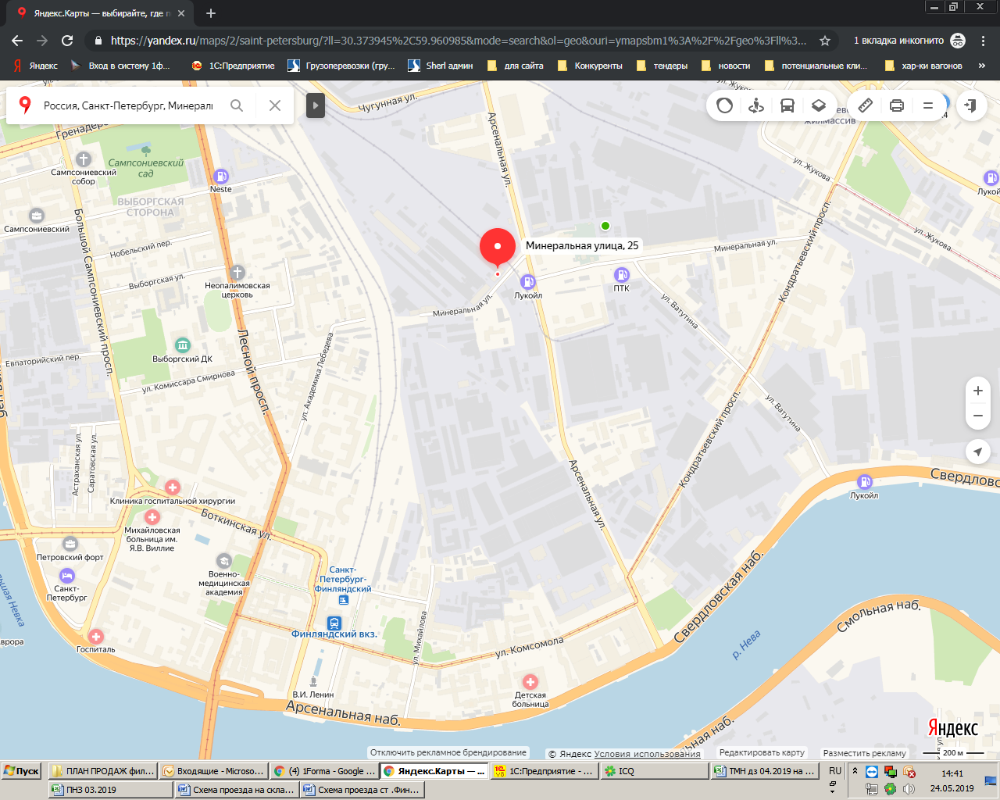 Яндекс.Карты — выбирайте, где п
https://yandex.ru/maps/2/saint-petersburg/?ll=30.373945%2C59.960985&mode=search&ol=geo&ouri=ymapsbm1%3A%2F%2Fgeo%3Fll%3...
1 вкладка инкогнито
Яндекс
Вход в систему 1ф...
1С:Предприятие
Грузоперевозки (гру...
Sherl админ
для сайта
Конкуренты
тендеры
новости
потенциальные кли...
хар-ки вагонов
»
Россия, Санкт-Петербург, Минерал
Чугунная ул.
Гренадерс
Арсенальная ул.
ЖИЛМАССИВ
ул. Жукова
Сампсониевский
сад
Сампсониевский
собор
Neste
ВЫБОРГСКАЯ
СТОРОНА
Сампсониевский
Большой Сампсониевский просп.
Нобельский пер.
Выборгская ул.
Неопалимовская
церковь
Минеральная улица, 25
Минеральная ул.
Лукойл
ПТК
Минеральная ул.
Кондратьевский просп.
ул. Жукова
Лукой
ул. Ватутина
Выборгский ДК
Евпаторийский пер.
Лесной просп.
ул. Комиссара Смирнова
ул. Академика Лебедева
ул. Ватутина
Кондратьевский просп.
Астраханская ул.
Саратовская ул.
Клиника госпитальной хирургии
Боткинская ул.
Михайловская
больница им.
Я.В. Виллие
Петровский форт
Санкт-
Петербург
Военно-
медицинская
академия
Санкт-
Петербург-
Финляндский
Финляндский вкз.
Арсенальная ул.
Лукойл
Свердловс
Свердловская наб.
Смольная наб.
р. Нева
льшая Невка
Аврора
Госпиталь
ул. Михайлова
ул. Комсомола
В.И. Ленин
Детская
больница
Арсенальная наб.
Яндекс
200 м
Отключить рекламное брендирование
© Яндекс Условия использования
Редактировать карту
Разместить рекламу
Пуск
ПЛАН ПРОДАЖ фил...
Входящие - Microso...
(4) 1Forma - Google ...
Яндекс.Карты — ...
1С:Предприятие - ...
ICQ
ТМН дз 04.2019 на ...
RU
14:41
ПНЗ 03.2019
Схема проезда на скла...
Схема проезда ст .Фин...
24.05.2019